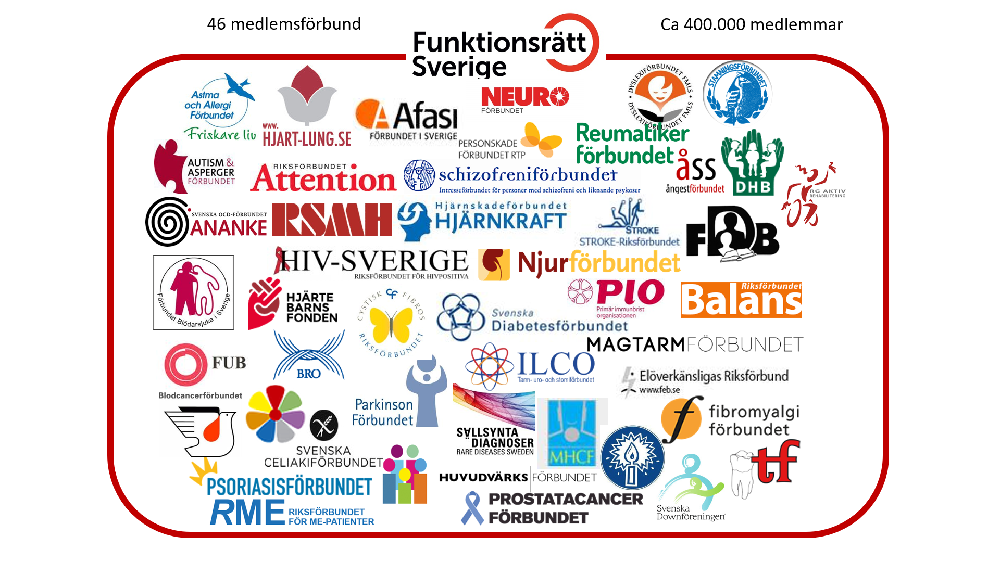 46 medlemsförbund
Ca 400.000 medlemmar
Funktionsrätt
Sverige
Astma
och Allergi
Förbundet
Friskare liv
www.
HJART-LUNG.SE
Afasi
FÖRBUNDET I SVERIGE
NEURO
FÖRBUNDET
PERSONSKADE
FÖRBUNDET RTP
DYSLEXIFÖRBUNDET FMLS
DYSLEXIFÖRBUNDET FMLS
STAMNINGSFÖRBUNDET
Reumatiker
förbundet
AUTISM &
ASPERGER
FÖRBUNDET
RIKSFÖRBUNDET
Attention
schizofreniförbundet
Intresseförbundet för personer med schizofreni och liknande psykoser
åss
ångestförbundet
DHB
RG AKTIV
REHABILITERING
SVENSKA OCD-FÖRBUNDET
ANANKE
RSMH
Hjärnskadeförbundet
HJÄRNKRAFT
STROKE
STROKE-Riksförbundet
FDB
Förbundet Blödarsjuka i Sverige
HIV-SVERIGE
RIKSFÖRBUNDET FÖR HIVPOSITIVA
Njurförbundet
HJÄRTE
BARNS
FONDEN
CYSTISK CF FIBROS
RIKSFÖRBUNDET
Svenska
Diabetesförbundet
PIO
Primär immunbrist
organisationen
Riksförbundet
Balans
MAGTARMFÖRBUNDET
FUB
BRO
ILCO
Tarm- uro- och stomiförbundet
Elöverkänsligas Riksförbund
www.feb.se
Blodcancerförbundet
Parkinson
Förbundet
SÄLLSYNTA
DIAGNOSER
RARE DISEASES SWEDEN
MHCF
f
fibromyalgi
förbundet
SVENSKA
CELIAKIFÖRBUNDET
tf
PSORIASISFÖRBUNDET
HUVUDVÄRKS FÖRBUNDET
RME RIKSFÖRBUNDET
FÖR ME-PATIENTER
PROSTATACANCER
FÖRBUNDET
Svenska
Downföreningen